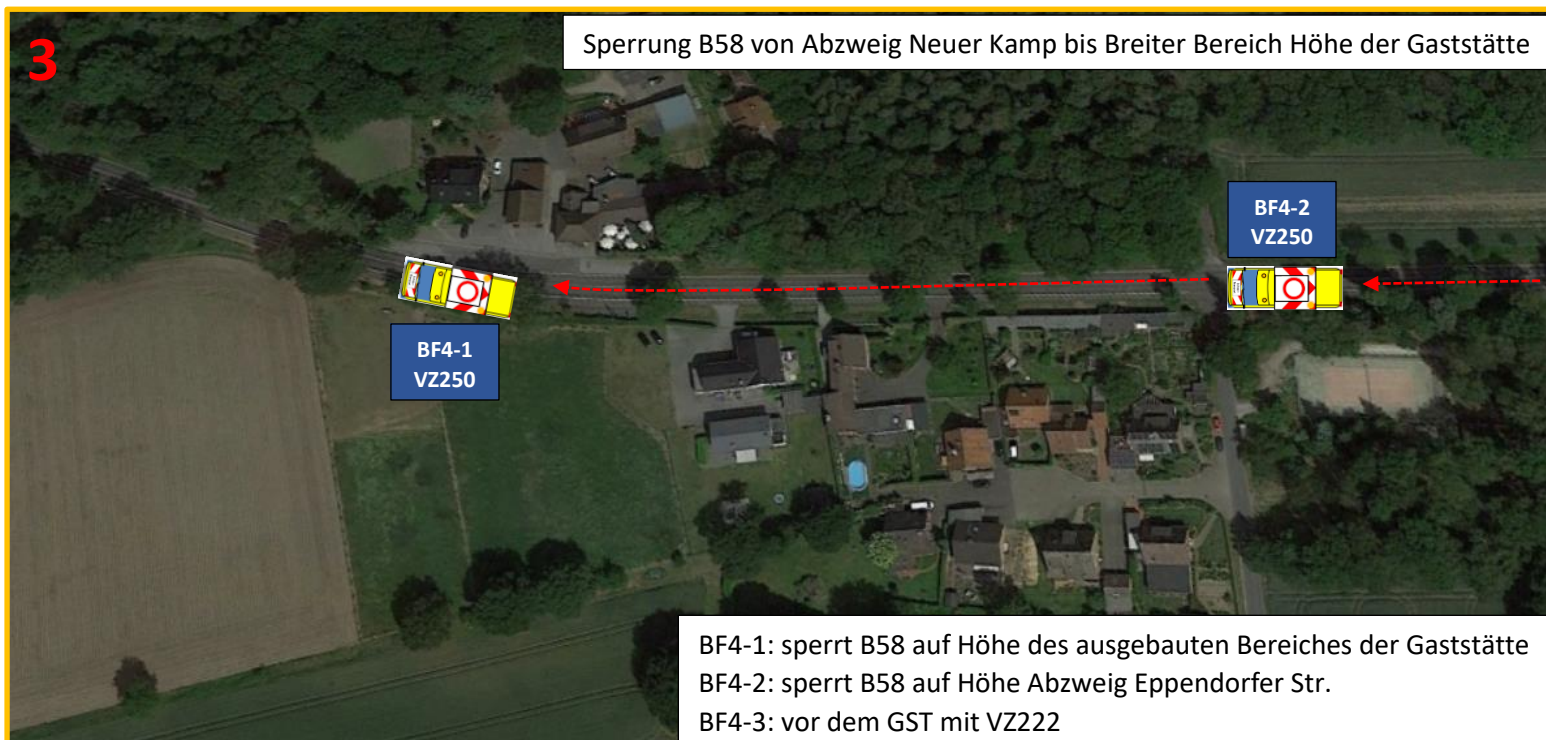 3
Sperrung B58 von Abzweig Neuer Kamp bis Breiter Bereich Höhe der Gaststätte
BF4-2
VZ250
BF4-1
VZ250
BF4-1: sperrt B58 auf Höhe des ausgebauten Bereiches der Gaststätte
BF4-2: sperrt B58 auf Höhe Abzweig Eppendorfer Str.
BF4-3: vor dem GST mit VZ222